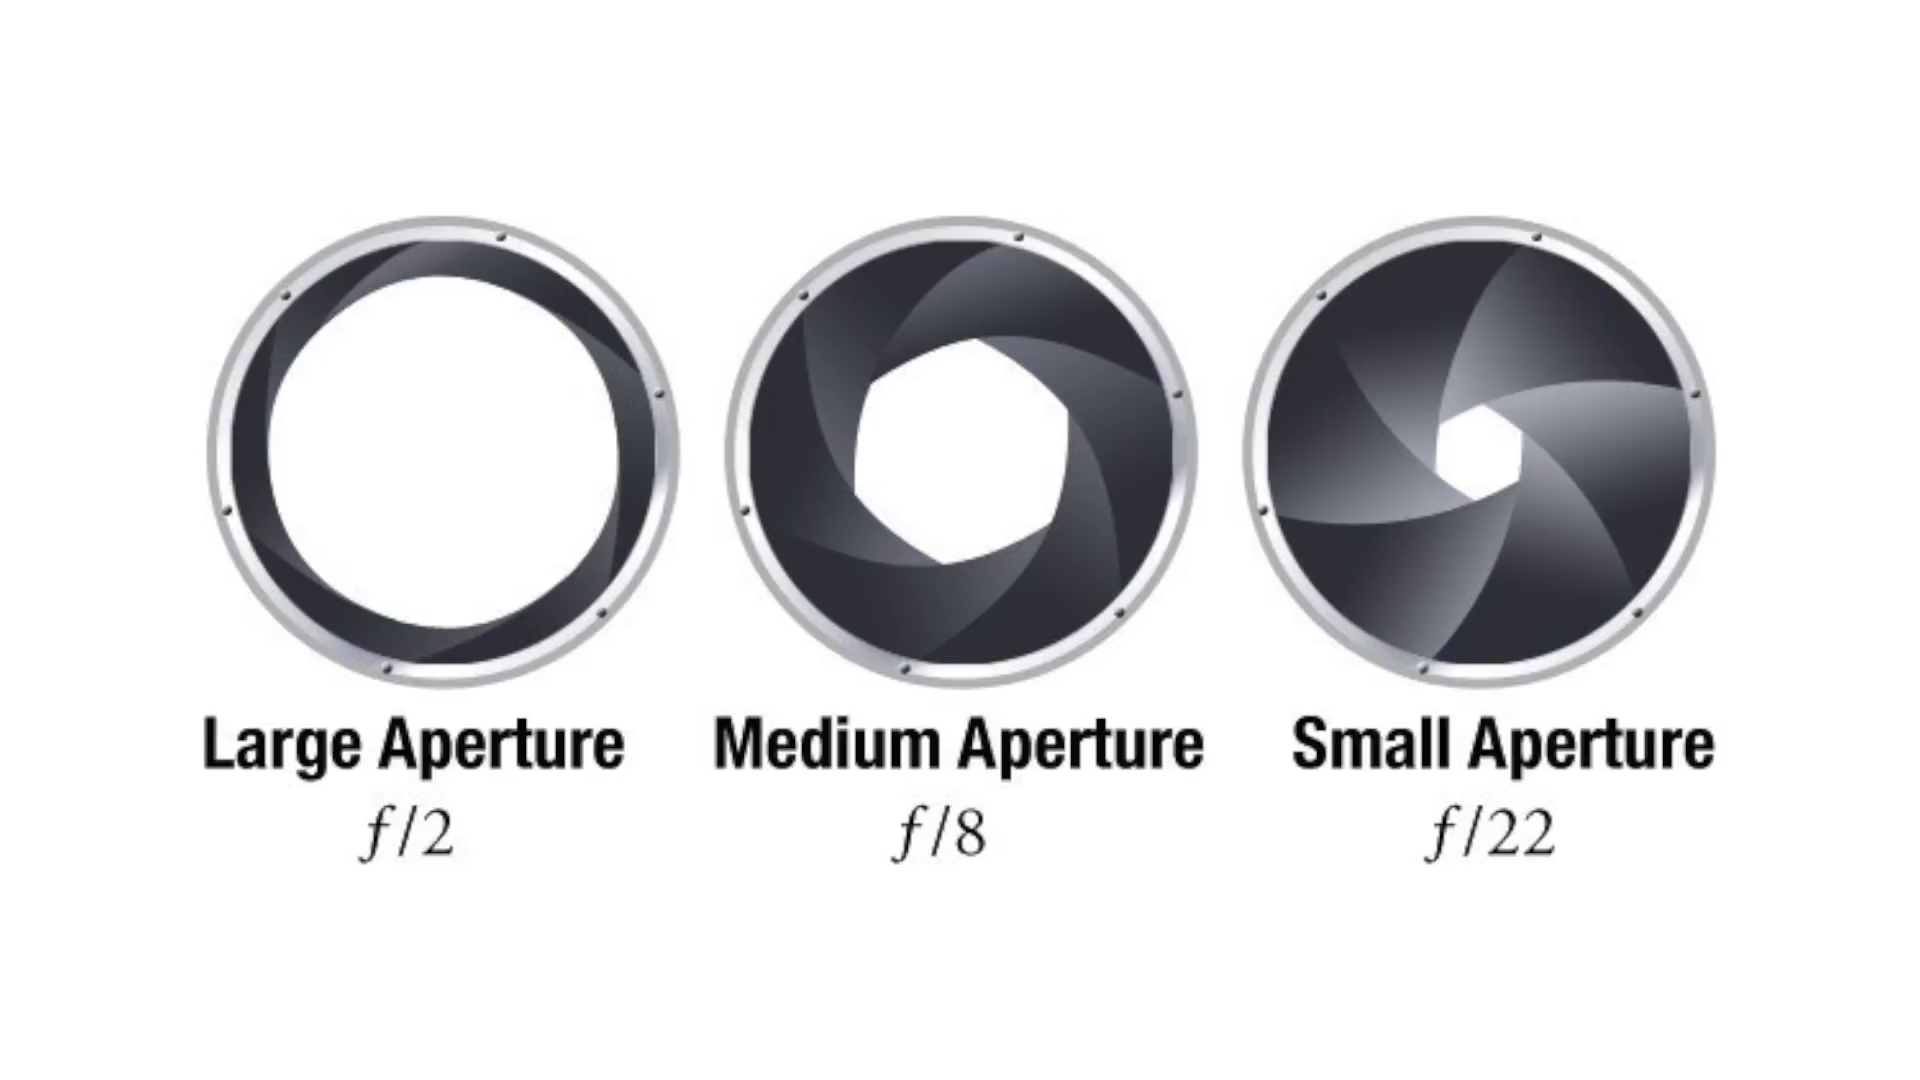 Large Aperture
ƒ/2
Medium Aperture
ƒ/8
Small Aperture
ƒ/22